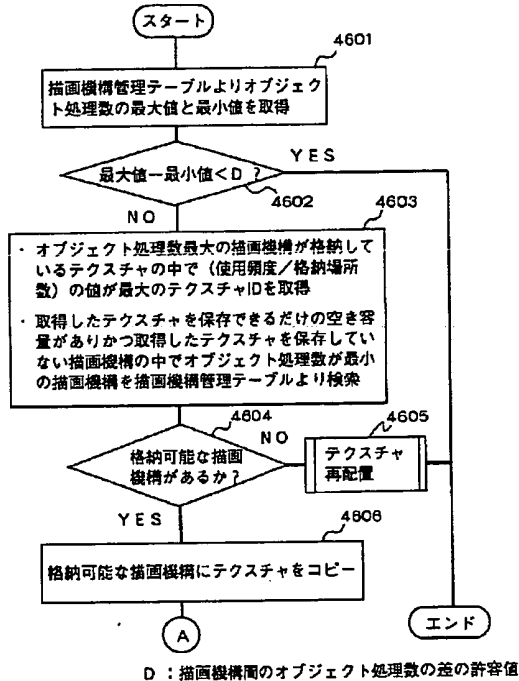 スタート
4601
描画機構管理テーブルよりオブジェク
ト処理数の最大値と最小値を取得
YES
最大値ー最小値<D ?
4602
NO
4603
・ オブジェクト処理数最大の描画機構が格納して
いるテクスチャの中で(使用頻度/格納場所
数)の値が最大のテクスチャIDを取得
・ 取得したテクスチャを保存できるだけの空き容
量がありかつ取得したテクスチャを保存してい
ない描画機構の中でオブジェクト処理数が最小
の描画機構を描画機構管理テーブルより検索
4604
NO
4605
格納可能な描画
機構があるか?
テクスチャ
再配置
YES
4606
格納可能な描画機構にテクスチャをコピー
A
エンド
D :描画機構間のオブジェクト処理数の差の許容値